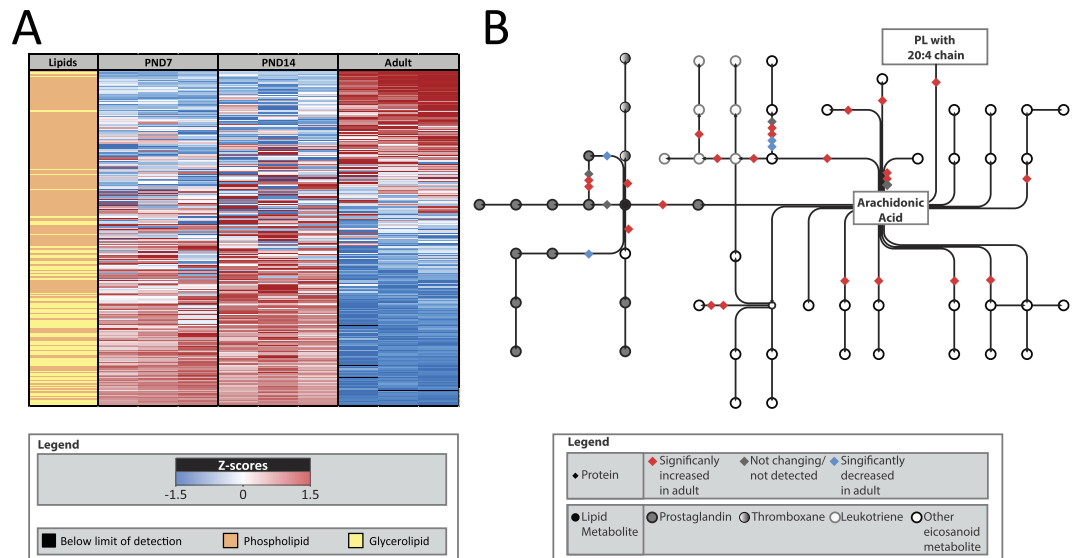 A
B
Lipids PND7 PND14 Adult
PL with
20:4 chain
Arachidonic
Acid
Legend
Z-scores
-1.5 0 1.5
Below limit of detection Phospholipid Glycerolipid
Legend
Protein
Signficanly
increased
in adult
Not changing/
not detected
Singificantly
decreased
in adult
Lipid
Metabolite
Prostaglandin Thromboxane Leukotriene Other
eicosanoid
metabolite